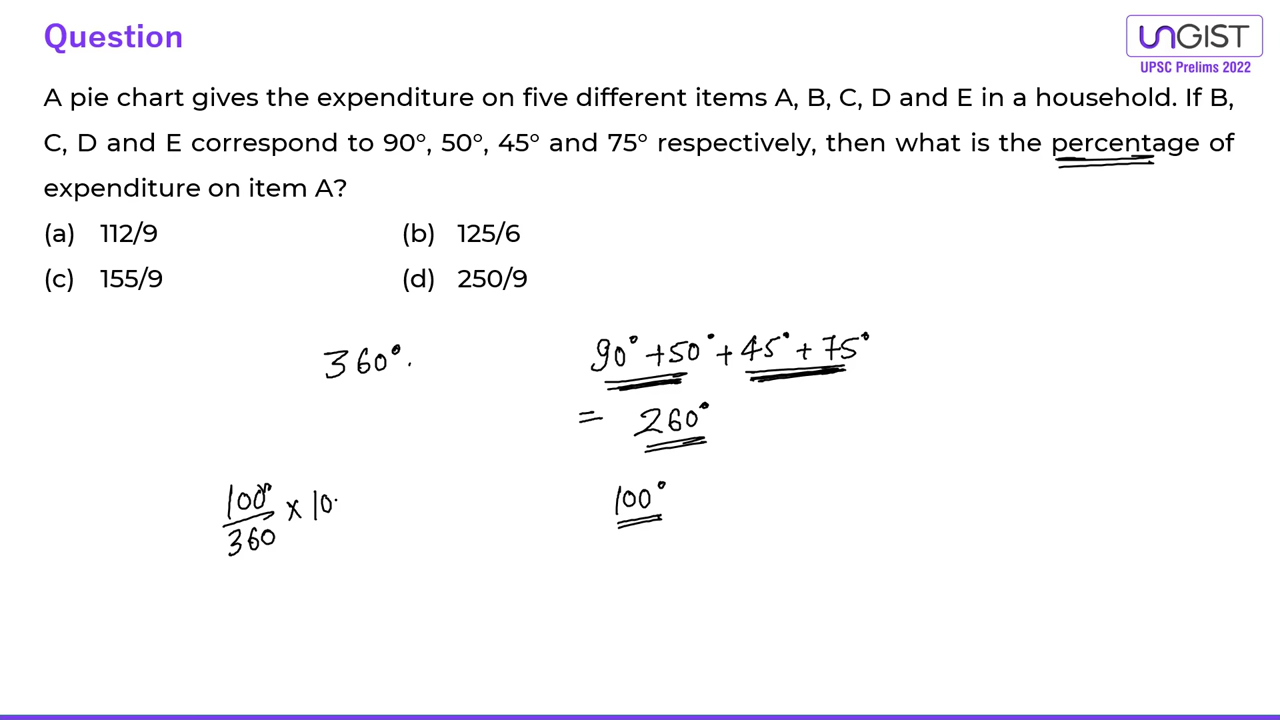 Question
UNGIST
UPSC Prelims 2022
A pie chart gives the expenditure on five different items A, B, C, D and E in a household. If B,
C, D and E correspond to 90°, 50°, 45° and 75° respectively, then what is the percentage of
expenditure on item A?
(a) 112/9 (b) 125/6
(c) 155/9 (d) 250/9
360°. 90° + 50° + 45° + 75°
= 260°
100°/360 × 10 100°